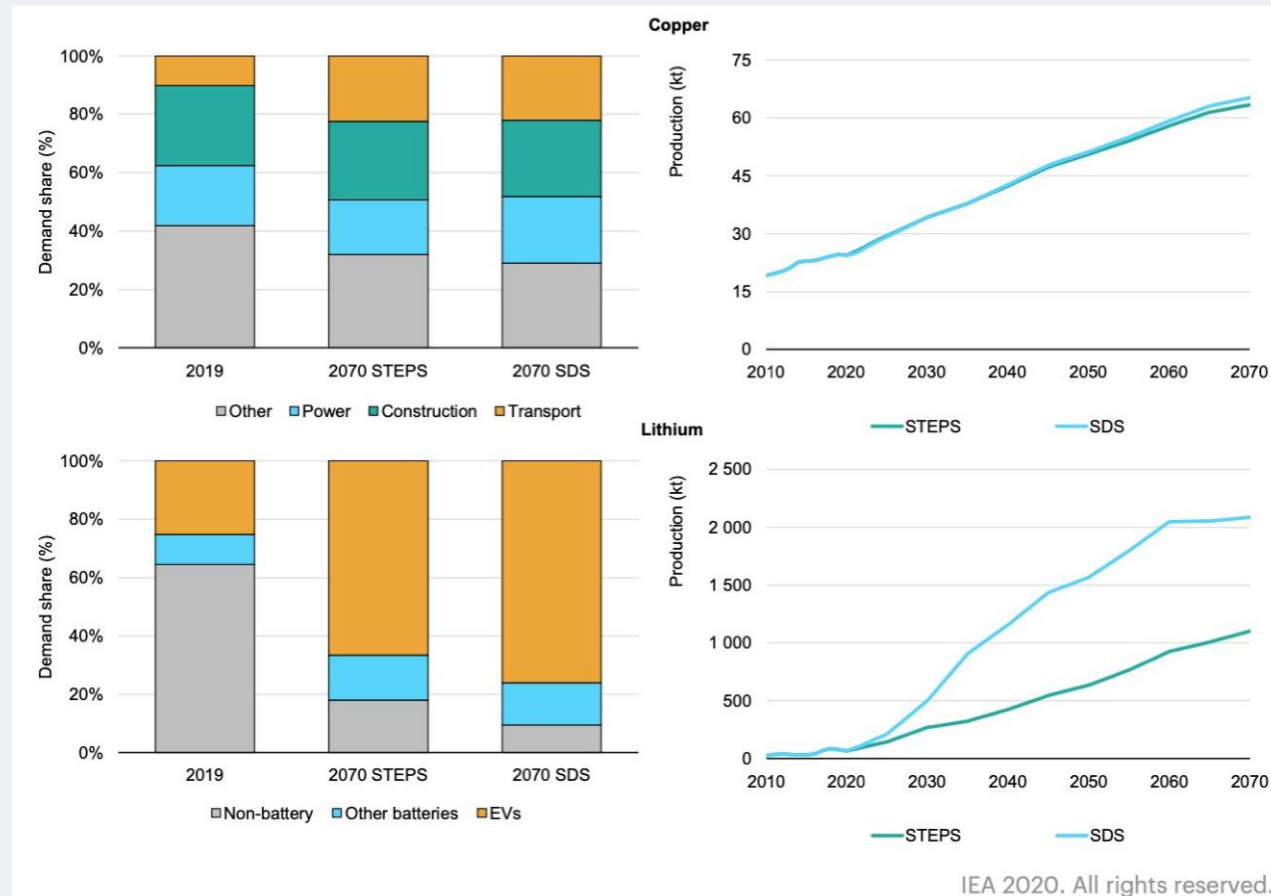 Copper
Demand share (%)
100%
80%
60%
40%
20%
0%
2019 2070 STEPS 2070 SDS
Other Power Construction Transport
Production (kt)
75
60
45
30
15
0
2010 2020 2030 2040 2050 2060 2070
STEPS SDS
Lithium
Demand share (%)
100%
80%
60%
40%
20%
0%
2019 2070 STEPS 2070 SDS
Non-battery Other batteries EVs
Production (kt)
2 500
2 000
1 500
1 000
500
0
2010 2020 2030 2040 2050 2060 2070
STEPS SDS
IEA 2020. All rights reserved.